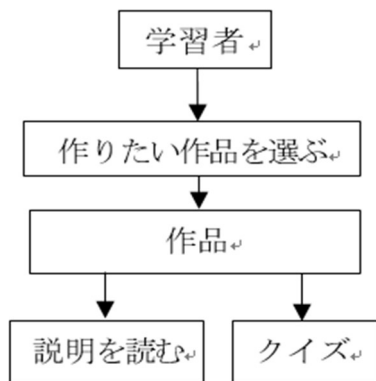 学習者
作りたい作品を選ぶ
作品
説明を読む
クイズ